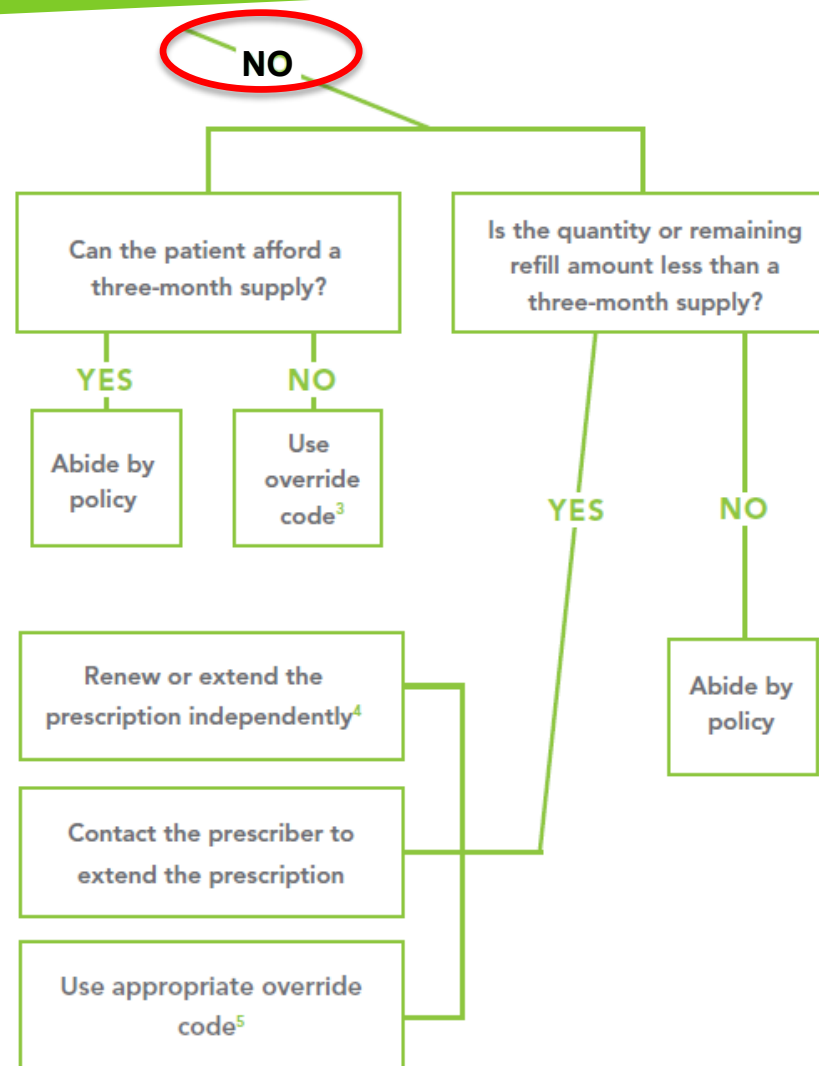 NO
Can the patient afford a
three-month supply?
Is the quantity or remaining
refill amount less than a
three-month supply?
YES
NO
Abide by
policy
Use
override
code3
YES
NO
Renew or extend the
prescription independently4
Abide by
policy
Contact the prescriber to
extend the prescription
Use appropriate override
code5